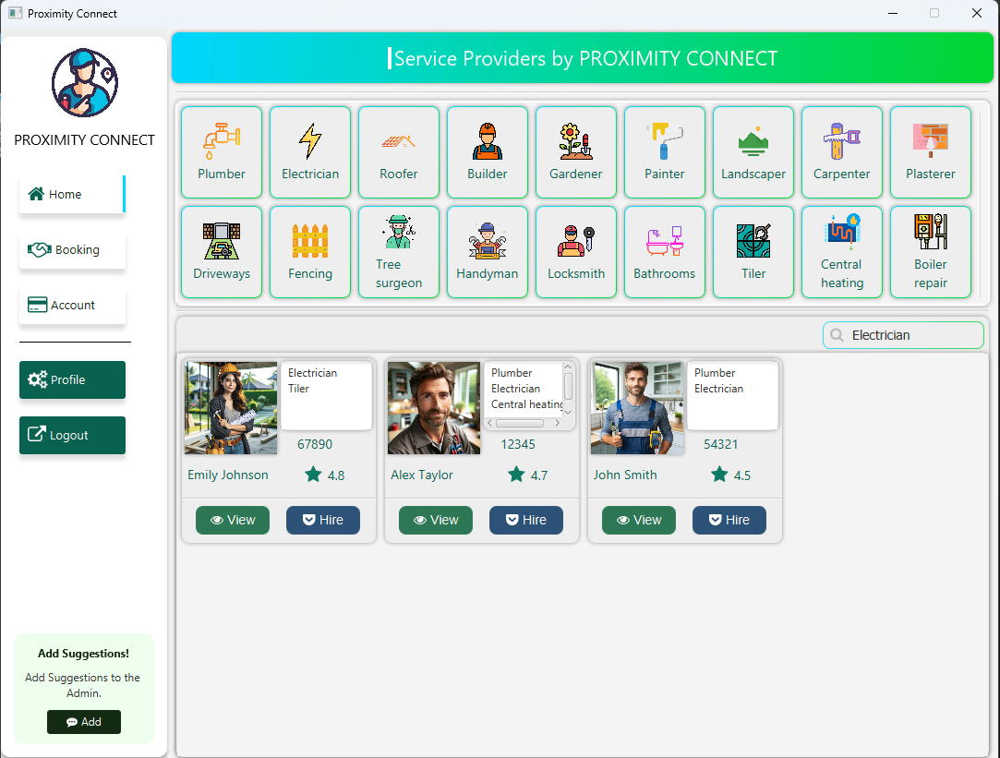 Proximity Connect
PROXIMITY CONNECT
Home
Booking
Account
Profile
Logout
Add Suggestions!
Add Suggestions to the
Admin.
Add
Service Providers by PROXIMITY CONNECT
Plumber
Electrician
Roofer
Builder
Gardener
Painter
Landscaper
Carpenter
Plasterer
Driveways
Fencing
Tree
surgeon
Handyman
Locksmith
Bathrooms
Tiler
Central
heating
Boiler
repair
Electrician
Electrician
Tiler
67890
Emily Johnson
4.8
View
Hire
Plumber
Electrician
Central heating
12345
Alex Taylor
4.7
View
Hire
Plumber
Electrician
54321
John Smith
4.5
View
Hire